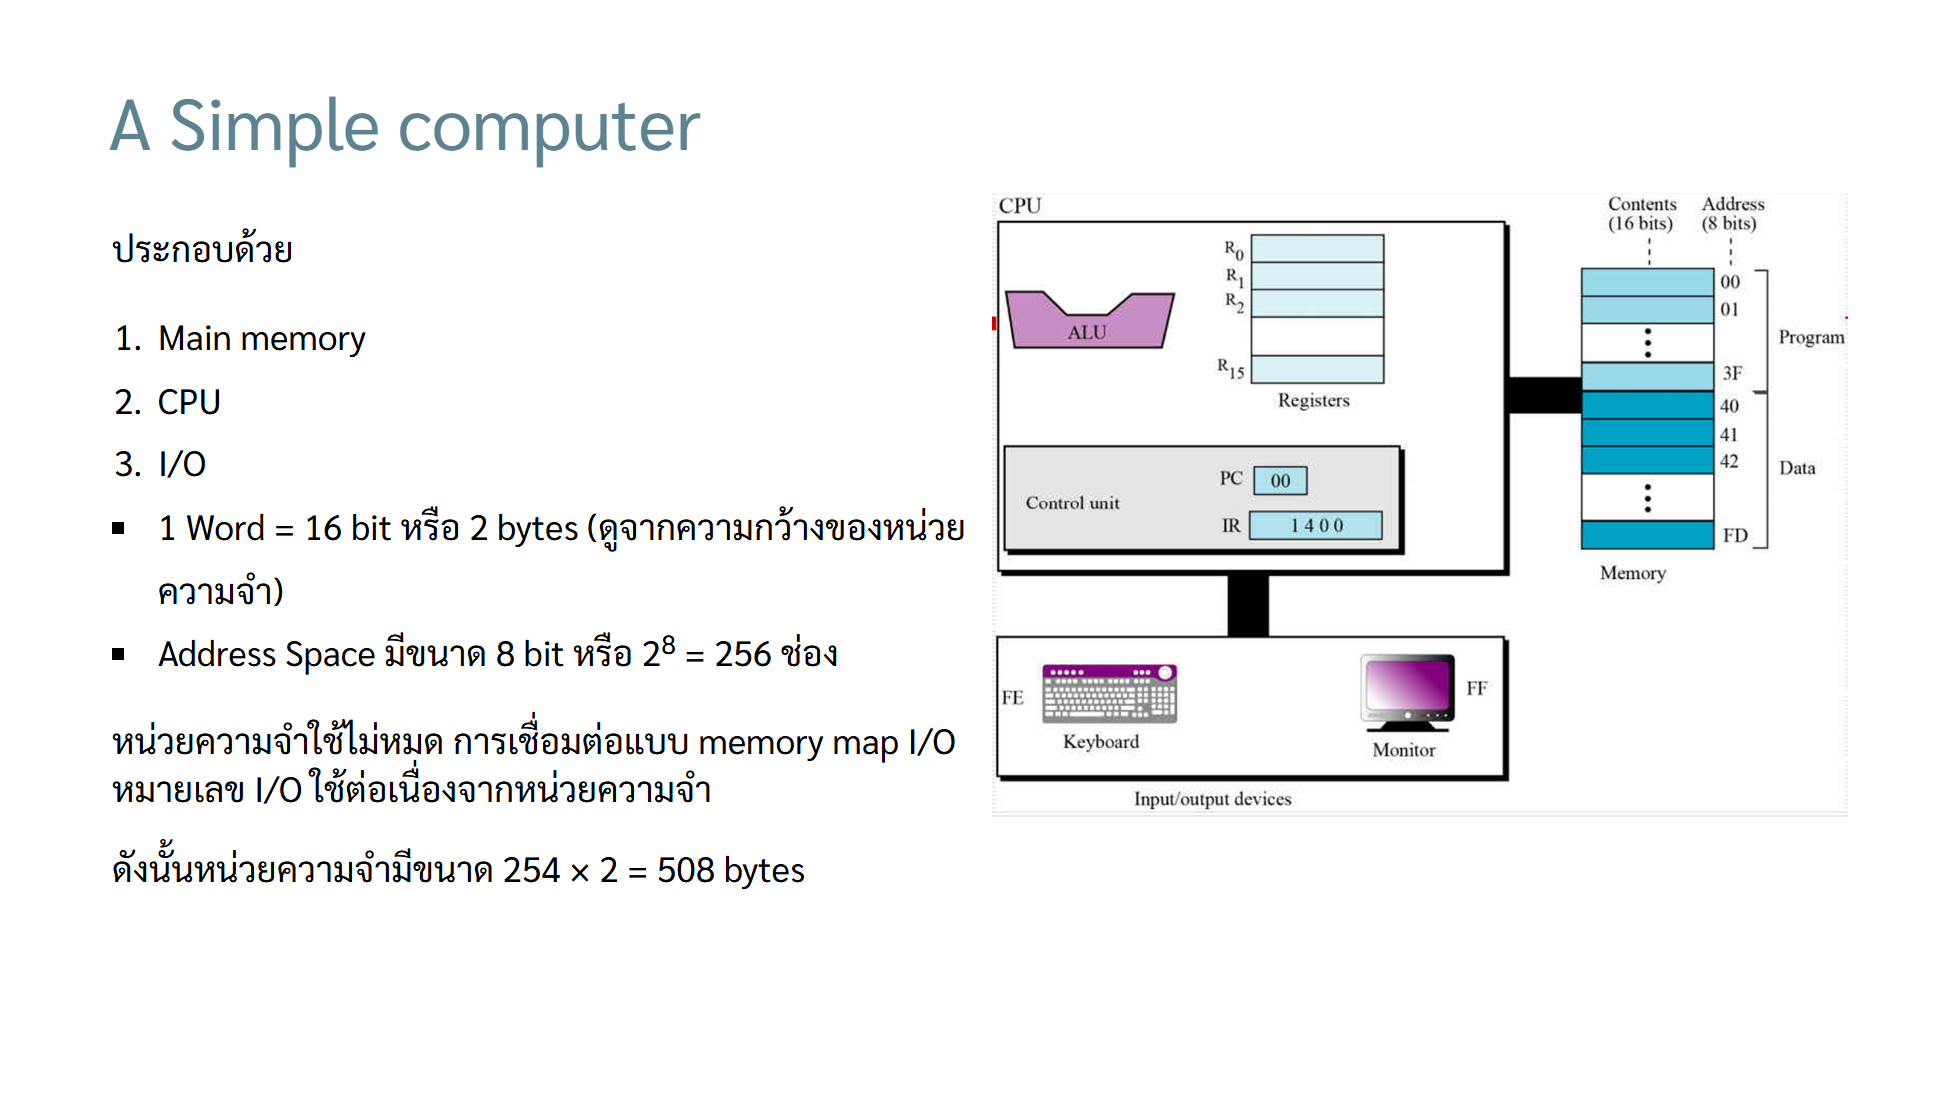 A Simple computer
ประกอบด้วย
1. Main memory
2. CPU
3. I/O
▪ 1 Word = 16 bit หรือ 2 bytes (ดูจากความกว้างของหน่วย
ความจำ)
▪ Address Space มีขนาด 8 bit หรือ 2⁸ = 256 ช่อง
หน่วยความจำใช้ไม่หมด การเชื่อมต่อแบบ memory map I/O
หมายเลข I/O ใช้ต่อเนื่องจากหน่วยความจำ
ดังนั้นหน่วยความจำมีขนาด 254 × 2 = 508 bytes
CPU
R₀
R₁
R₂
R₁₅
Registers
ALU
Control unit
PC 00
IR 1 4 0 0
Contents
(16 bits)
Address
(8 bits)
00
01
3F
40
41
42
FD
Program
Data
Memory
FE
Keyboard
FF
Monitor
Input/output devices